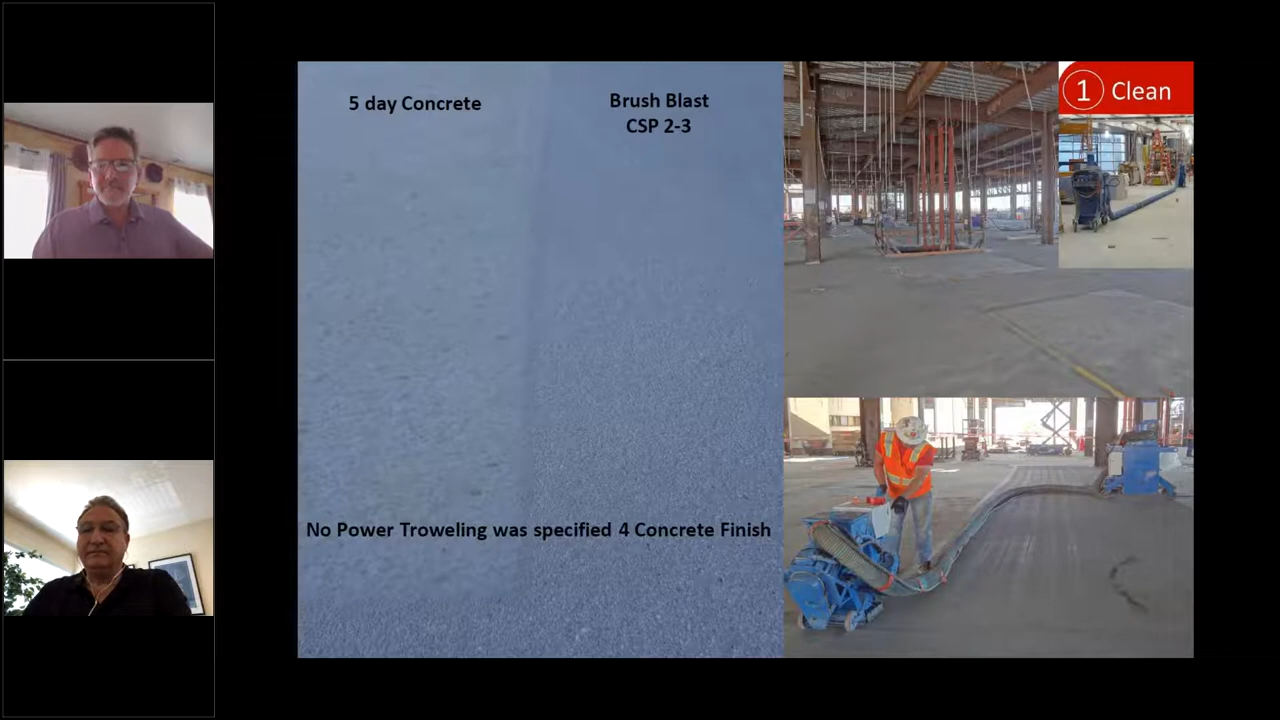 5 day Concrete
Brush Blast
CSP 2-3
1 Clean
No Power Troweling was specified 4 Concrete Finish